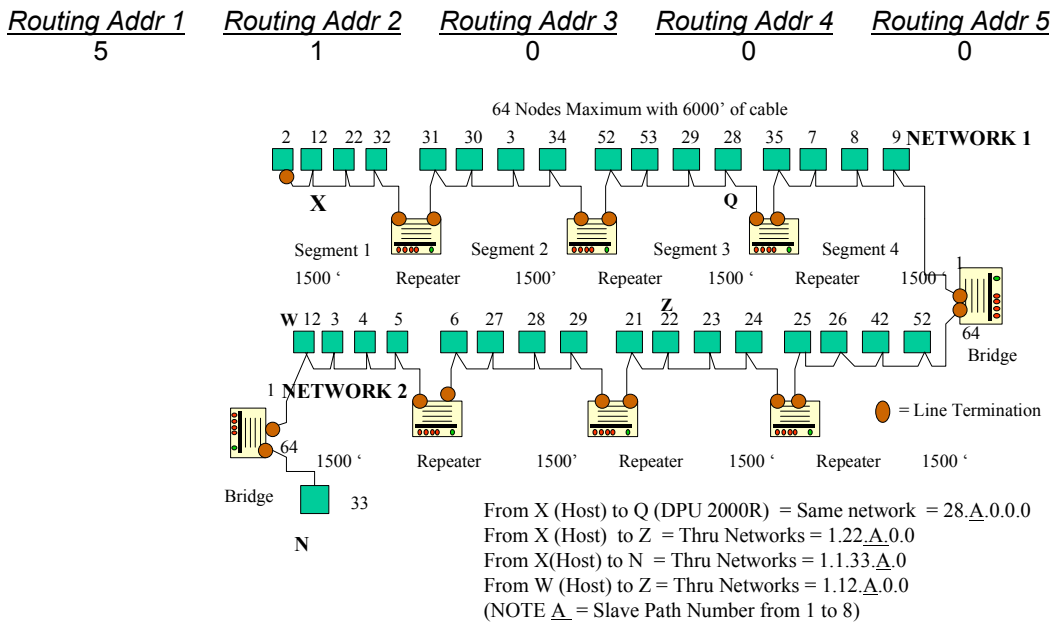 Routing Addr 1 Routing Addr 2 Routing Addr 3 Routing Addr 4 Routing Addr 5
5 1 0 0 0
64 Nodes Maximum with 6000’ of cable
2 12 22 32 31 30 3 34 52 53 29 28 35 7 8 9 NETWORK 1
X Q
Segment 1 Segment 2 Segment 3 Segment 4 1
1500 ‘ Repeater 1500’ Repeater 1500 ‘ Repeater 1500 ‘
Z
W 12 3 4 5 6 27 28 29 21 22 23 24 25 26 42 52 64
Bridge
1 NETWORK 2
= Line Termination
64
1500 ‘ Repeater 1500’ Repeater 1500 ‘ Repeater 1500 ‘
Bridge 33
N
From X (Host) to Q (DPU 2000R) = Same network = 28.A.0.0.0
From X (Host) to Z = Thru Networks = 1.22.A.0.0
From X(Host) to N = Thru Networks = 1.1.33.A.0
From W (Host) to Z = Thru Networks = 1.12.A.0.0
(NOTE A = Slave Path Number from 1 to 8)